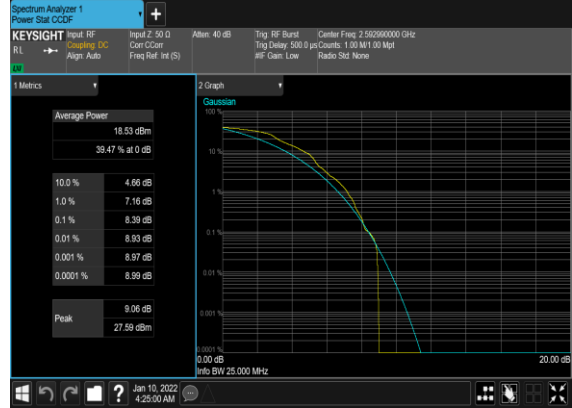 Spectrum Analyzer 1
Power Stat CCDF
KEYSIGHT
RL
Input: RF
Coupling: DC
Align: Auto
Input Z: 50 Ω
Corr CCorr
Freq Ref: Int (S)
Atten: 40 dB
Trig: RF Burst
Trig Delay: 500.0 µs
#IF Gain: Low
Center Freq: 2.592990000 GHz
Counts: 1.00 M/1.00 Mpt
Radio Std: None
1 Metrics
Average Power
18.53 dBm
39.47 % at 0 dB
10.0 % 4.66 dB
1.0 % 7.16 dB
0.1 % 8.39 dB
0.01 % 8.93 dB
0.001 % 8.97 dB
0.0001 % 8.99 dB
Peak
9.06 dB
27.59 dBm
2 Graph
Gaussian
100 %
10 %
1 %
0.1 %
0.01 %
0.001 %
0.0001 %
0.00 dB
20.00 dB
Info BW 25.000 MHz
?
Jan 10, 2022
4:25:00 AM